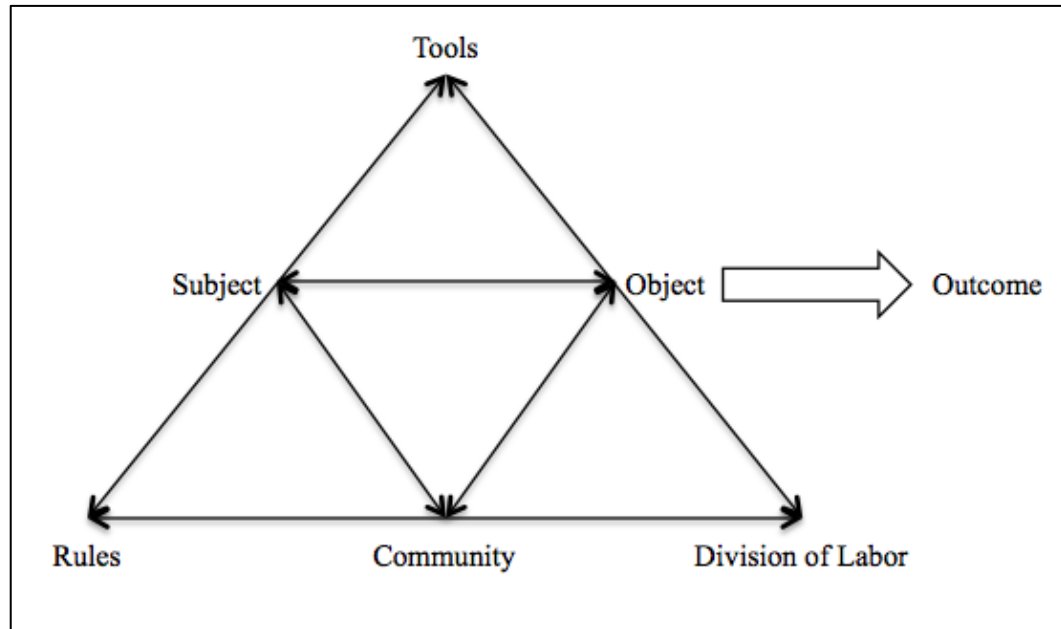 Tools
Subject
Object
Outcome
Rules
Community
Division of Labor